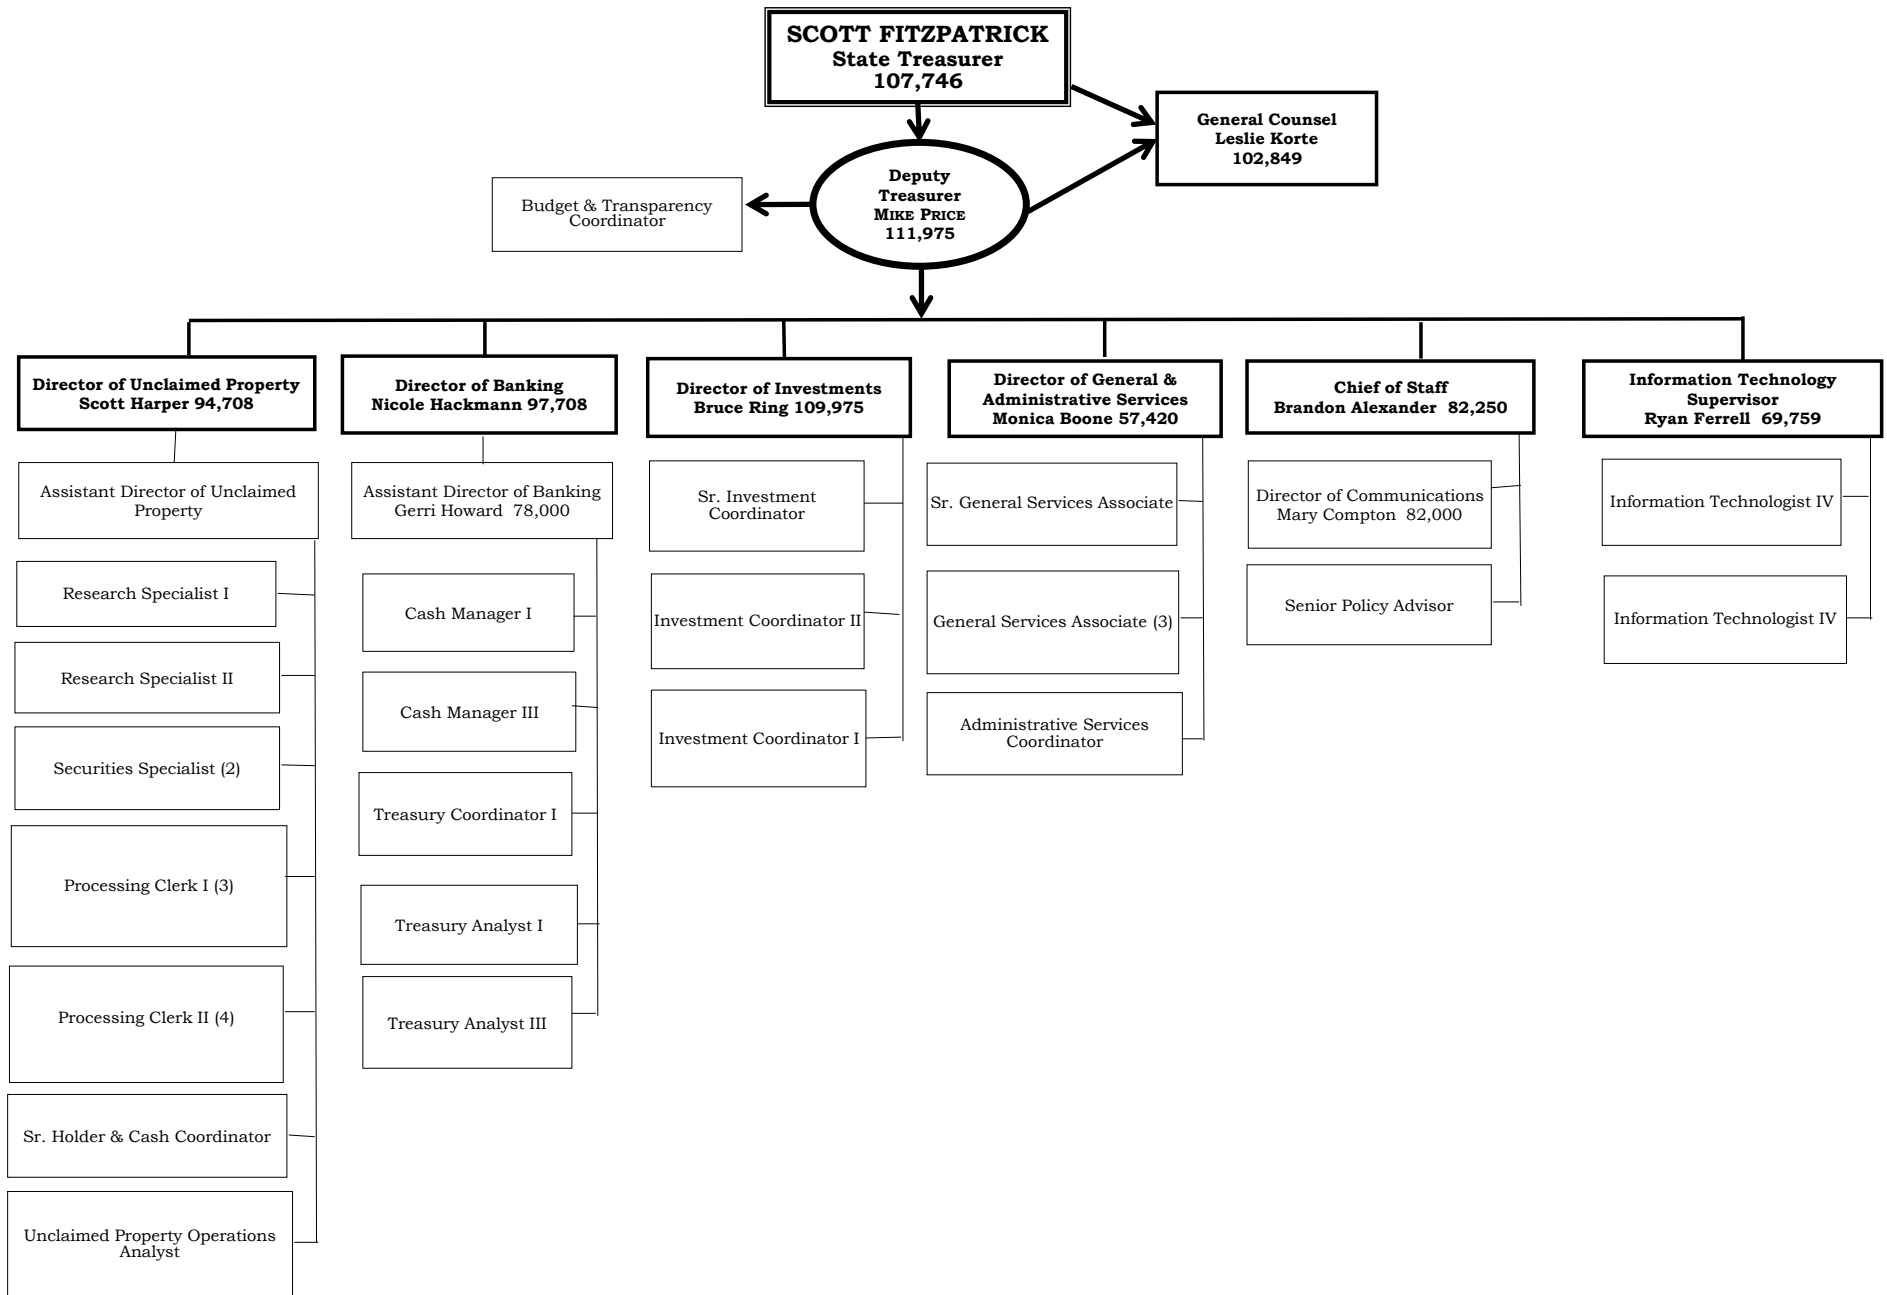 SCOTT FITZPATRICK
State Treasurer
107,746
General Counsel
Leslie Korte
102,849
Deputy
Treasurer
MIKE PRICE
111,975
Budget & Transparency
Coordinator
Director of Unclaimed Property
Scott Harper 94,708
Director of Banking
Nicole Hackmann 97,708
Director of Investments
Bruce Ring 109,975
Director of General &
Administrative Services
Monica Boone 57,420
Chief of Staff
Brandon Alexander 82,250
Information Technology
Supervisor
Ryan Ferrell 69,759
Assistant Director of Unclaimed
Property
Research Specialist I
Research Specialist II
Securities Specialist (2)
Processing Clerk I (3)
Processing Clerk II (4)
Sr. Holder & Cash Coordinator
Unclaimed Property Operations
Analyst
Assistant Director of Banking
Gerri Howard 78,000
Cash Manager I
Cash Manager III
Treasury Coordinator I
Treasury Analyst I
Treasury Analyst III
Sr. Investment
Coordinator
Investment Coordinator II
Investment Coordinator I
Sr. General Services Associate
General Services Associate (3)
Administrative Services
Coordinator
Director of Communications
Mary Compton 82,000
Senior Policy Advisor
Information Technologist IV
Information Technologist IV